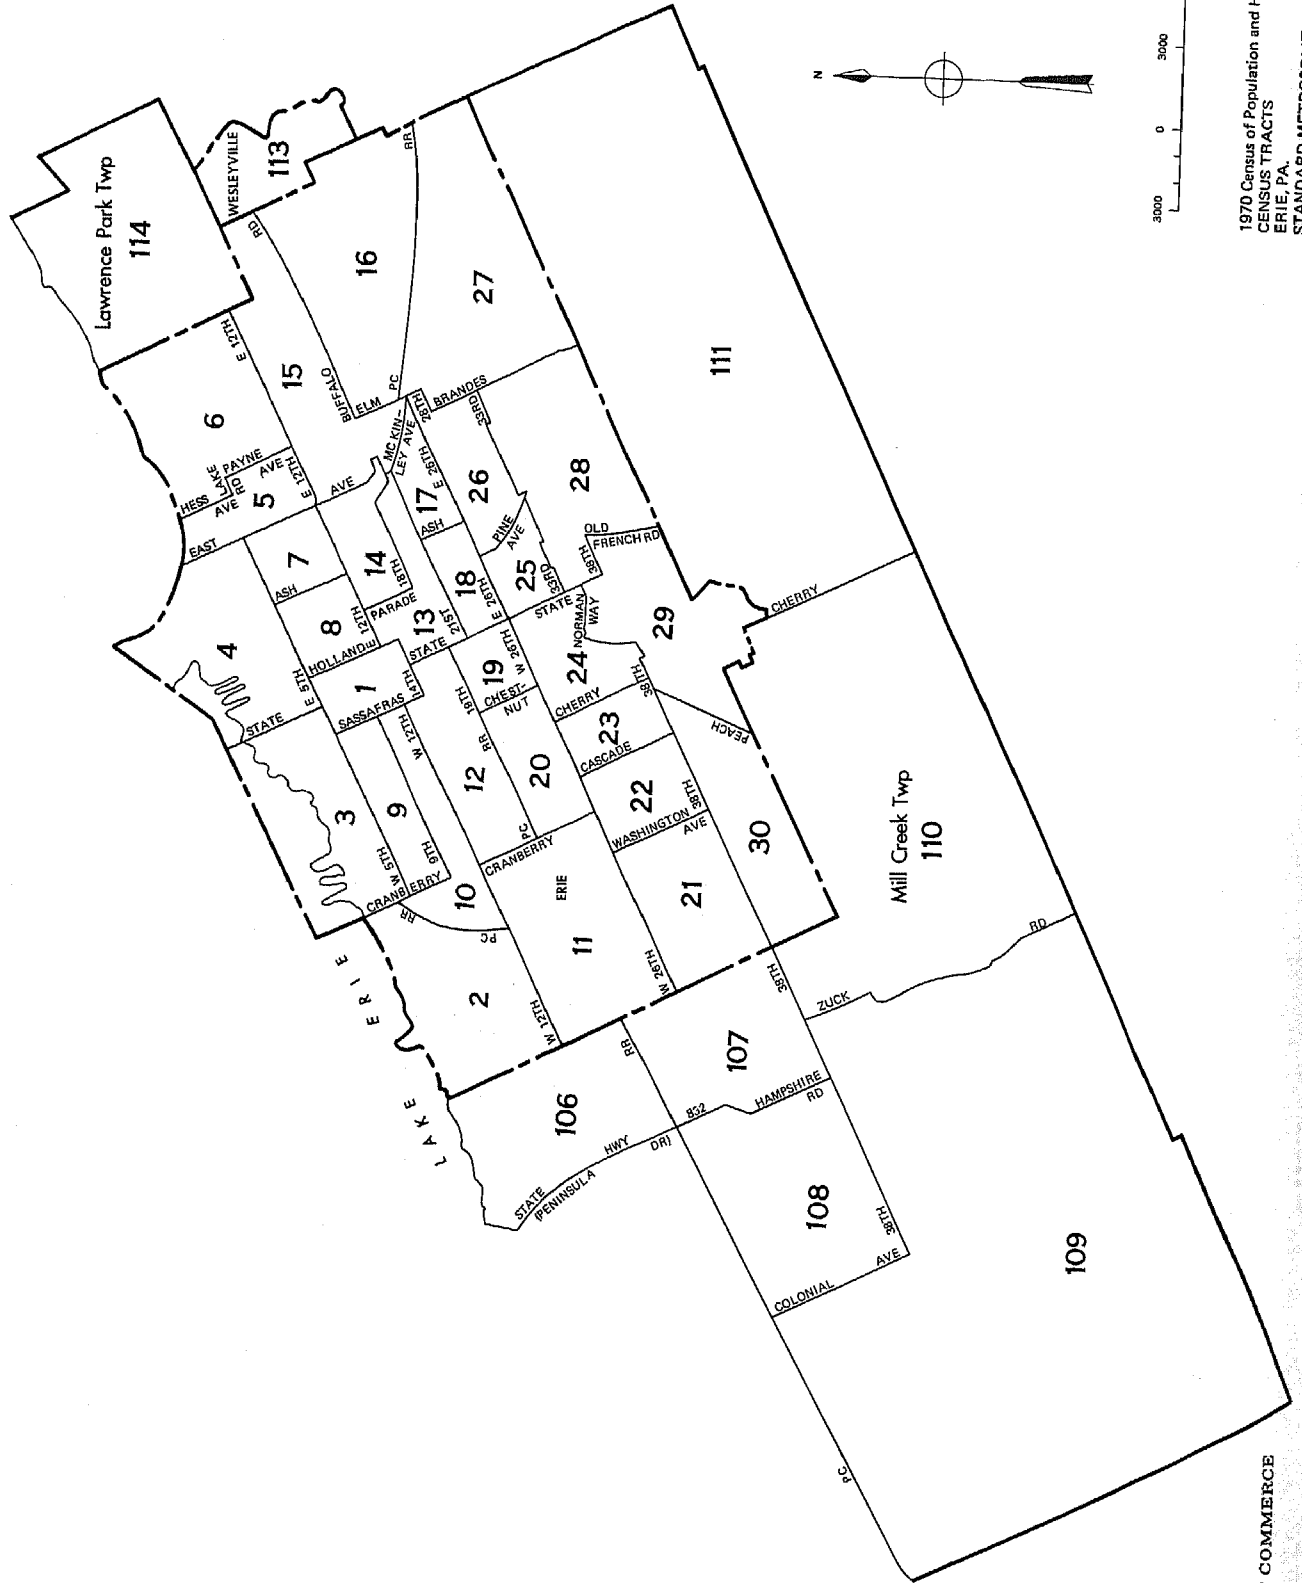 Lawrence Park Twp
114
WESLEYVILLE
113
RD
E 12TH
6
15
16
RR
27
HESS
AVE
LAKE
RD
PAYNE
AVE
E 12TH
5
EAST
AVE
BUFFALO
ELM
PC
MC KIN-
LEY AVE
28TH
BRANDES
33RD
111
7
ASH
14
18TH
17
E 26TH
ASH
26
28
PINE
AVE
4
8
HOLLAND
E 12TH
PARADE
13
21ST
18
E 26TH
25
33RD
38TH
OLD
FRENCH RD
STATE
E 5TH
1
SASSAFRAS
14TH
STATE
19
W 26TH
CHEST-
NUT
24
STATE
NORMAN
WAY
29
CHERRY
3
9
W 12TH
12
19TH
RR
PC
20
CHERRY
23
38TH
CASCADE
PEACH
W 5TH
9TH
CRANBERRY
CRANBERRY
22
WASHINGTON
AVE
38TH
30
Mill Creek Twp
110
RR
10
PC
ERIE
11
21
W 26TH
LAKE ERIE
2
W 12TH
38TH
ZUCK
RD
106
RR
107
832
HAMPSHIRE
RD
STATE
HWY
(PENINSULA
DR)
108
38TH
COLONIAL
AVE
109
PC
N
3000
0
3000
1970 Census of Population and H
CENSUS TRACTS
ERIE, PA.
COMMERCE